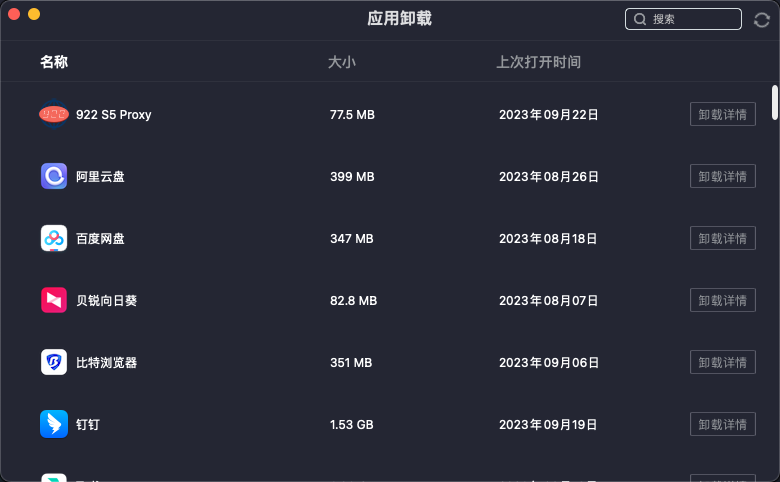 应用卸载
搜索
名称 大小 上次打开时间
922 S5 Proxy 77.5 MB 2023年09月22日 卸载详情
阿里云盘 399 MB 2023年08月26日 卸载详情
百度网盘 347 MB 2023年08月18日 卸载详情
贝锐向日葵 82.8 MB 2023年08月07日 卸载详情
比特浏览器 351 MB 2023年09月06日 卸载详情
钉钉 1.53 GB 2023年09月19日 卸载详情